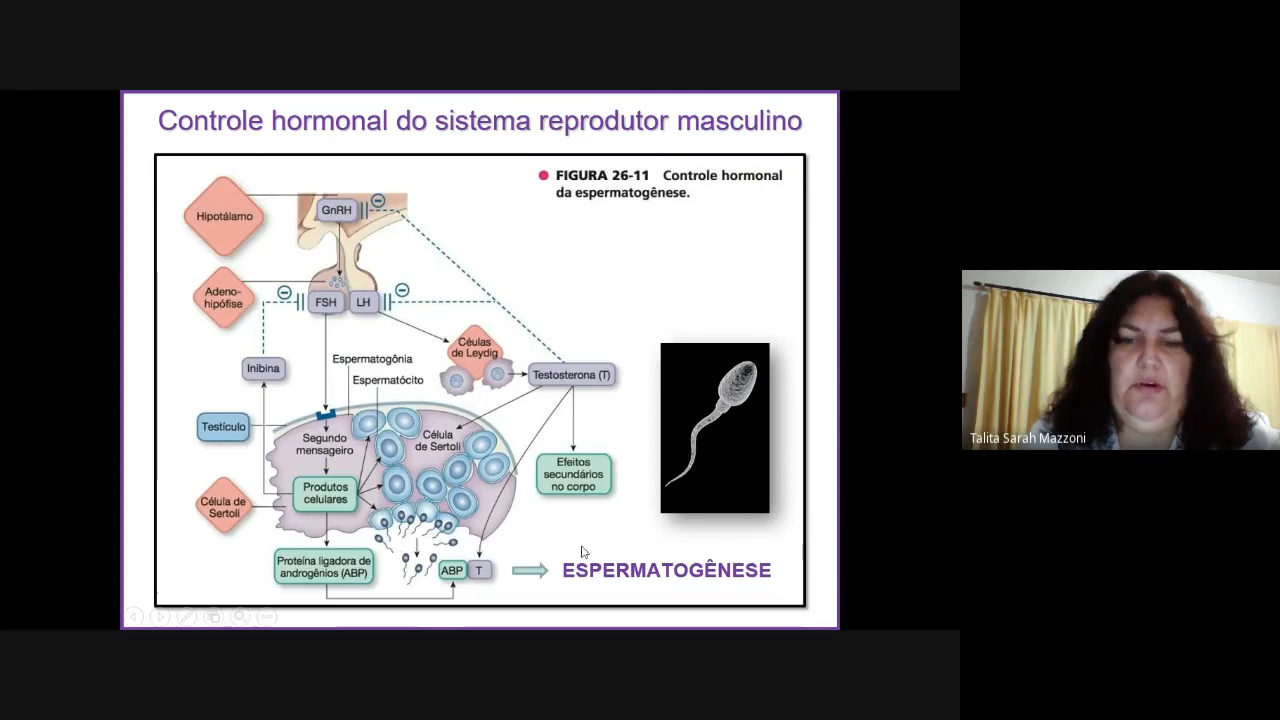 Controle hormonal do sistema reprodutor masculino
FIGURA 26-11 Controle hormonal
da espermatogênese.
Hipotálamo
GnRH
Adeno-
hipófise
FSH
LH
Células
de Leydig
Inibina
Espermatogônia
Espermatócito
Testosterona (T)
Testículo
Segundo
mensageiro
Célula
de Sertoli
Efeitos
secundários
no corpo
Produtos
celulares
Célula de
Sertoli
Proteína ligadora de
androgênios (ABP)
ABP
T
ESPERMATOGÊNESE
Talita Sarah Mazzoni